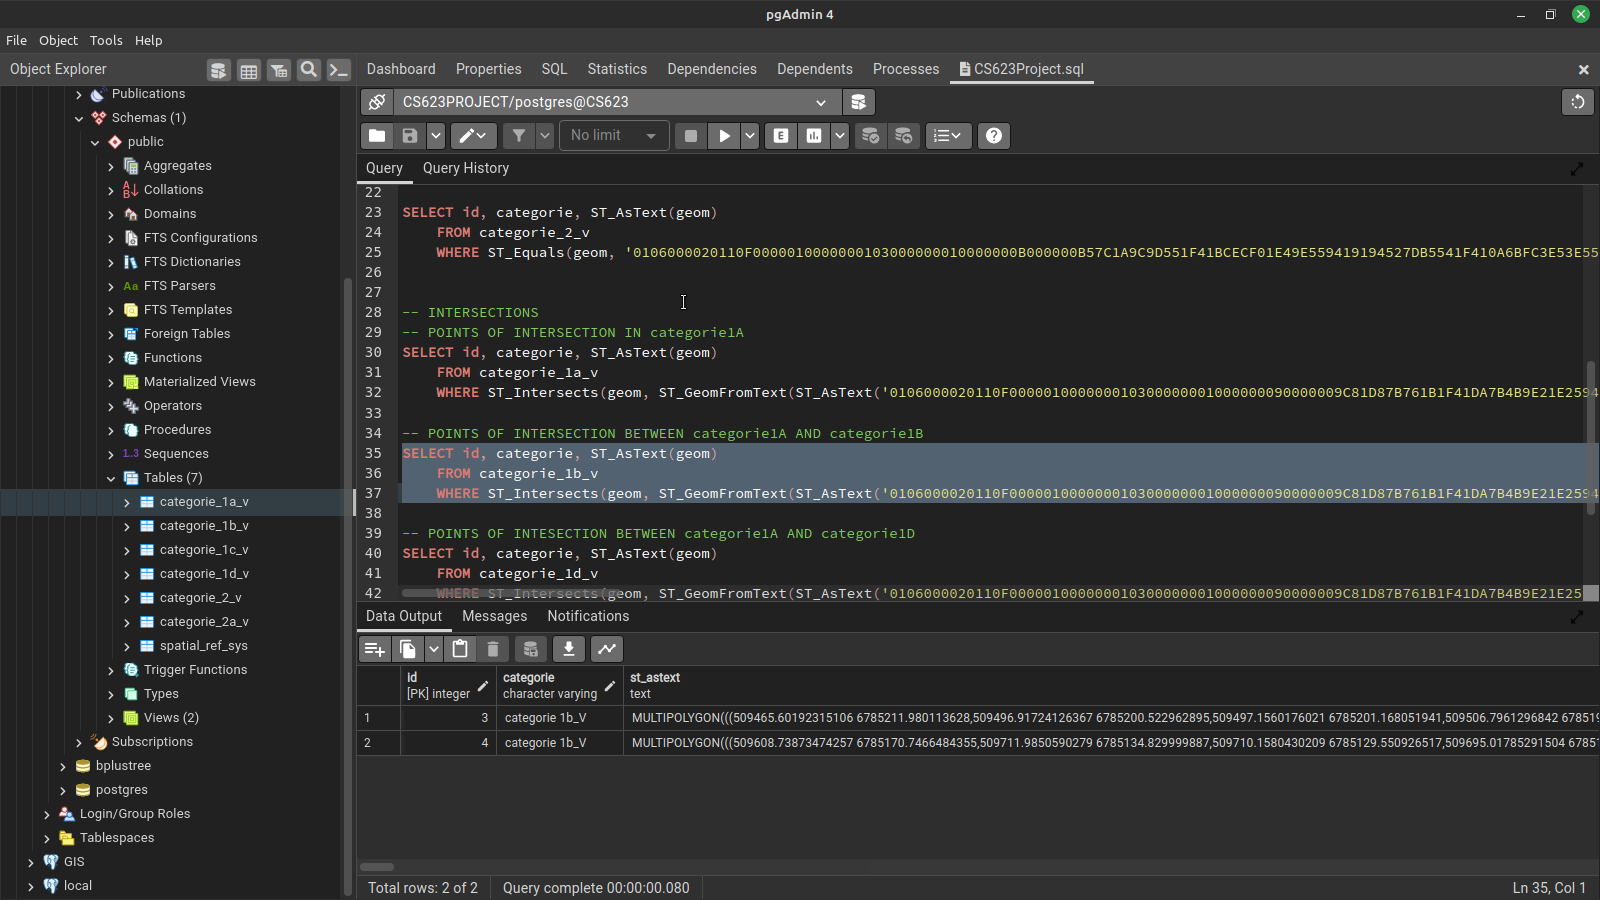 pgAdmin 4
File Object Tools Help
Object Explorer
Dashboard Properties SQL Statistics Dependencies Dependents Processes CS623Project.sql
Publications
Schemas (1)
public
Aggregates
Collations
Domains
FTS Configurations
FTS Dictionaries
FTS Parsers
FTS Templates
Foreign Tables
Functions
Materialized Views
Operators
Procedures
1.3 Sequences
Tables (7)
categorie_1a_v
categorie_1b_v
categorie_1c_v
categorie_1d_v
categorie_2_v
categorie_2a_v
spatial_ref_sys
Trigger Functions
Types
Views (2)
Subscriptions
bplustree
postgres
Login/Group Roles
Tablespaces
GIS
local
CS623PROJECT/postgres@CS623
No limit
Query Query History
22
23 SELECT id, categorie, ST_AsText(geom)
24 FROM categorie_2_v
25 WHERE ST_Equals(geom, '0106000020110F00000100000001030000000010000000B000000B57C1A9C9D551F41BCECF01E49E559419194527DB5541F410A6BFC3E53E55
26
27
28 -- INTERSECTIONS
29 -- POINTS OF INTERSECTION IN categorie1A
30 SELECT id, categorie, ST_AsText(geom)
31 FROM categorie_1a_v
32 WHERE ST_Intersects(geom, ST_GeomFromText(ST_AsText('0106000020110F0000010000000103000000010000000090000009C81D87B761B1F41DA7B4B9E21E2594
33
34 -- POINTS OF INTERSECTION BETWEEN categorie1A AND categorie1B
35 SELECT id, categorie, ST_AsText(geom)
36 FROM categorie_1b_v
37 WHERE ST_Intersects(geom, ST_GeomFromText(ST_AsText('0106000020110F0000010000000103000000010000000090000009C81D87B761B1F41DA7B4B9E21E2594
38
39 -- POINTS OF INTESECTION BETWEEN categorie1A AND categorie1D
40 SELECT id, categorie, ST_AsText(geom)
41 FROM categorie_1d_v
42 WHERE ST_Intersects(geom, ST_GeomFromText(ST_AsText('0106000020110F0000010000000103000000010000000090000009C81D87B761B1F41DA7B4B9E21E25
Data Output Messages Notifications
id categorie st_astext
[PK] integer character varying text
1 3 categorie 1b_V MULTIPOLYGON(((509465.60192315106 6785211.980113628,509496.91724126367 6785200.522962895,509497.1560176021 6785201.168051941,509506.7961296842 67851
2 4 categorie 1b_V MULTIPOLYGON(((509608.73873474257 6785170.7466484355,509711.9850590279 6785134.829999887,509710.1580430209 6785129.550926517,509695.01785291504 67851
Total rows: 2 of 2 Query complete 00:00:00.080 Ln 35, Col 1